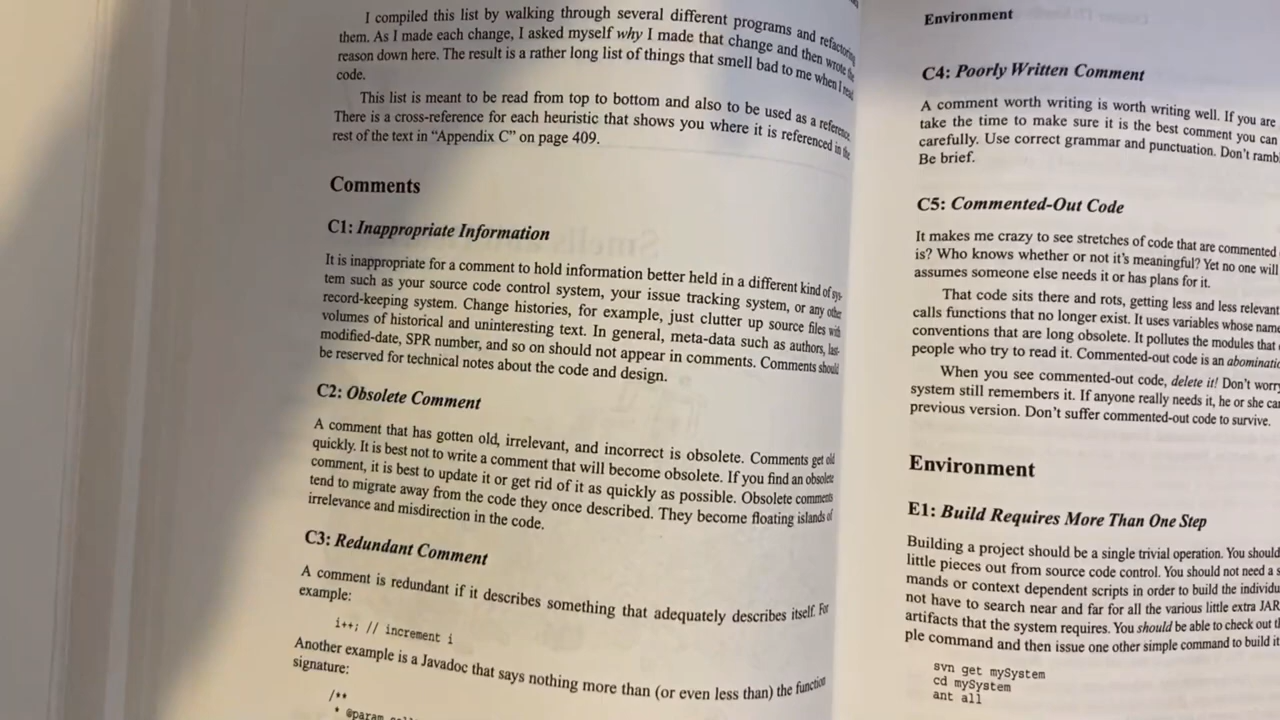 I compiled this list by walking through several different programs and refactoring
them. As I made each change, I asked myself why I made that change and then wrote the
reason down here. The result is a rather long list of things that smell bad to me when I read
code.
This list is meant to be read from top to bottom and also to be used as a reference.
There is a cross-reference for each heuristic that shows you where it is referenced in the
rest of the text in “Appendix C” on page 409.
Comments
C1: Inappropriate Information
It is inappropriate for a comment to hold information better held in a different kind of sys-
tem such as your source code control system, your issue tracking system, or any other
record-keeping system. Change histories, for example, just clutter up source files with
volumes of historical and uninteresting text. In general, meta-data such as authors, last-
modified-date, SPR number, and so on should not appear in comments. Comments should
be reserved for technical notes about the code and design.
C2: Obsolete Comment
A comment that has gotten old, irrelevant, and incorrect is obsolete. Comments get old
quickly. It is best not to write a comment that will become obsolete. If you find an obsolete
comment, it is best to update it or get rid of it as quickly as possible. Obsolete comments
tend to migrate away from the code they once described. They become floating islands of
irrelevance and misdirection in the code.
C3: Redundant Comment
A comment is redundant if it describes something that adequately describes itself. For
example:
i++; // increment i
Another example is a Javadoc that says nothing more than (or even less than) the function
signature:
/**
* @param
Environment
C4: Poorly Written Comment
A comment worth writing is worth writing well. If you are
take the time to make sure it is the best comment you can
carefully. Use correct grammar and punctuation. Don’t
Be brief.
C5: Commented-Out Code
It makes me crazy to see stretches of code that are commented
is? Who knows whether or not it’s meaningful? Yet no one will
assumes someone else needs it or has plans for it.
That code sits there and rots, getting less and less relevant
calls functions that no longer exist. It uses variables whose
conventions that are long obsolete. It pollutes the modules that
people who try to read it. Commented-out code is an
When you see commented-out code, delete it! Don’t
system still remembers it. If anyone really needs it, he or she
previous version. Don’t suffer commented-out code to survive.
Environment
E1: Build Requires More Than One Step
Building a project should be a single trivial operation. You should
little pieces out from source code control. You should not need a
mands or context dependent scripts in order to build the
not have to search near and far for all the various little extra
artifacts that the system requires. You should be able to check out
ple command and then issue one other simple command to build
svn get mySystem
cd mySystem
ant all